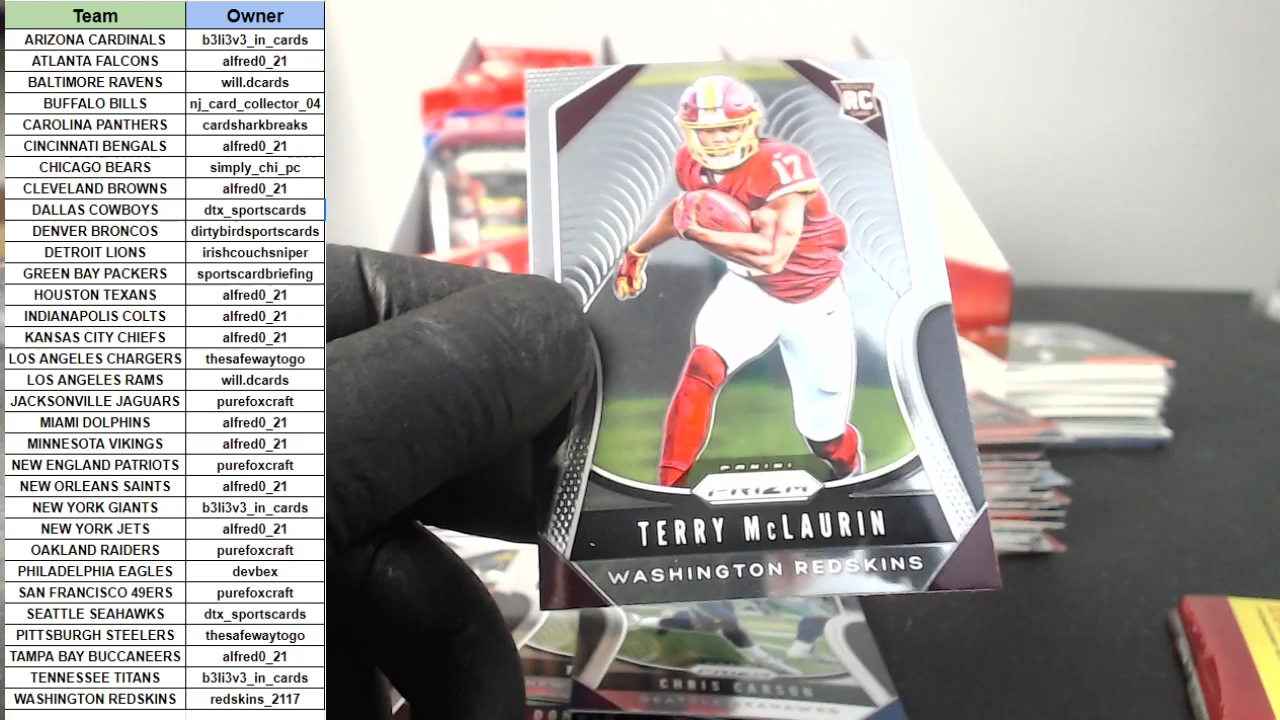 Team Owner
ARIZONA CARDINALS b3li3v3_in_cards
ATLANTA FALCONS alfred0_21
BALTIMORE RAVENS will.dcards
BUFFALO BILLS nj_card_collector_04
CAROLINA PANTHERS cardsharkbreaks
CINCINNATI BENGALS alfred0_21
CHICAGO BEARS simply_chi_pc
CLEVELAND BROWNS alfred0_21
DALLAS COWBOYS dtx_sportscards
DENVER BRONCOS dirtybirdsportscards
DETROIT LIONS irishcouchsniper
GREEN BAY PACKERS sportscardbriefing
HOUSTON TEXANS alfred0_21
INDIANAPOLIS COLTS alfred0_21
KANSAS CITY CHIEFS alfred0_21
LOS ANGELES CHARGERS thesafewaytogo
LOS ANGELES RAMS will.dcards
JACKSONVILLE JAGUARS purefoxcraft
MIAMI DOLPHINS alfred0_21
MINNESOTA VIKINGS alfred0_21
NEW ENGLAND PATRIOTS purefoxcraft
NEW ORLEANS SAINTS alfred0_21
NEW YORK GIANTS b3li3v3_in_cards
NEW YORK JETS alfred0_21
OAKLAND RAIDERS purefoxcraft
PHILADELPHIA EAGLES devbex
SAN FRANCISCO 49ERS purefoxcraft
SEATTLE SEAHAWKS dtx_sportscards
PITTSBURGH STEELERS thesafewaytogo
TAMPA BAY BUCCANEERS alfred0_21
TENNESSEE TITANS b3li3v3_in_cards
WASHINGTON REDSKINS redskins_2117
RC
17
PANINI
PRIZM
TERRY McLAURIN
WASHINGTON REDSKINS
PRIZM
CHRIS CARSON
SEATTLE SEAHAWKS
DON